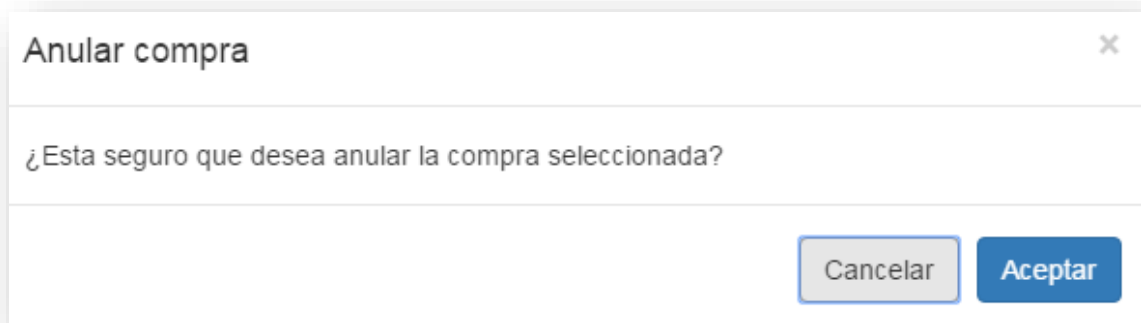 Anular compra
×
¿Esta seguro que desea anular la compra seleccionada?
Cancelar
Aceptar